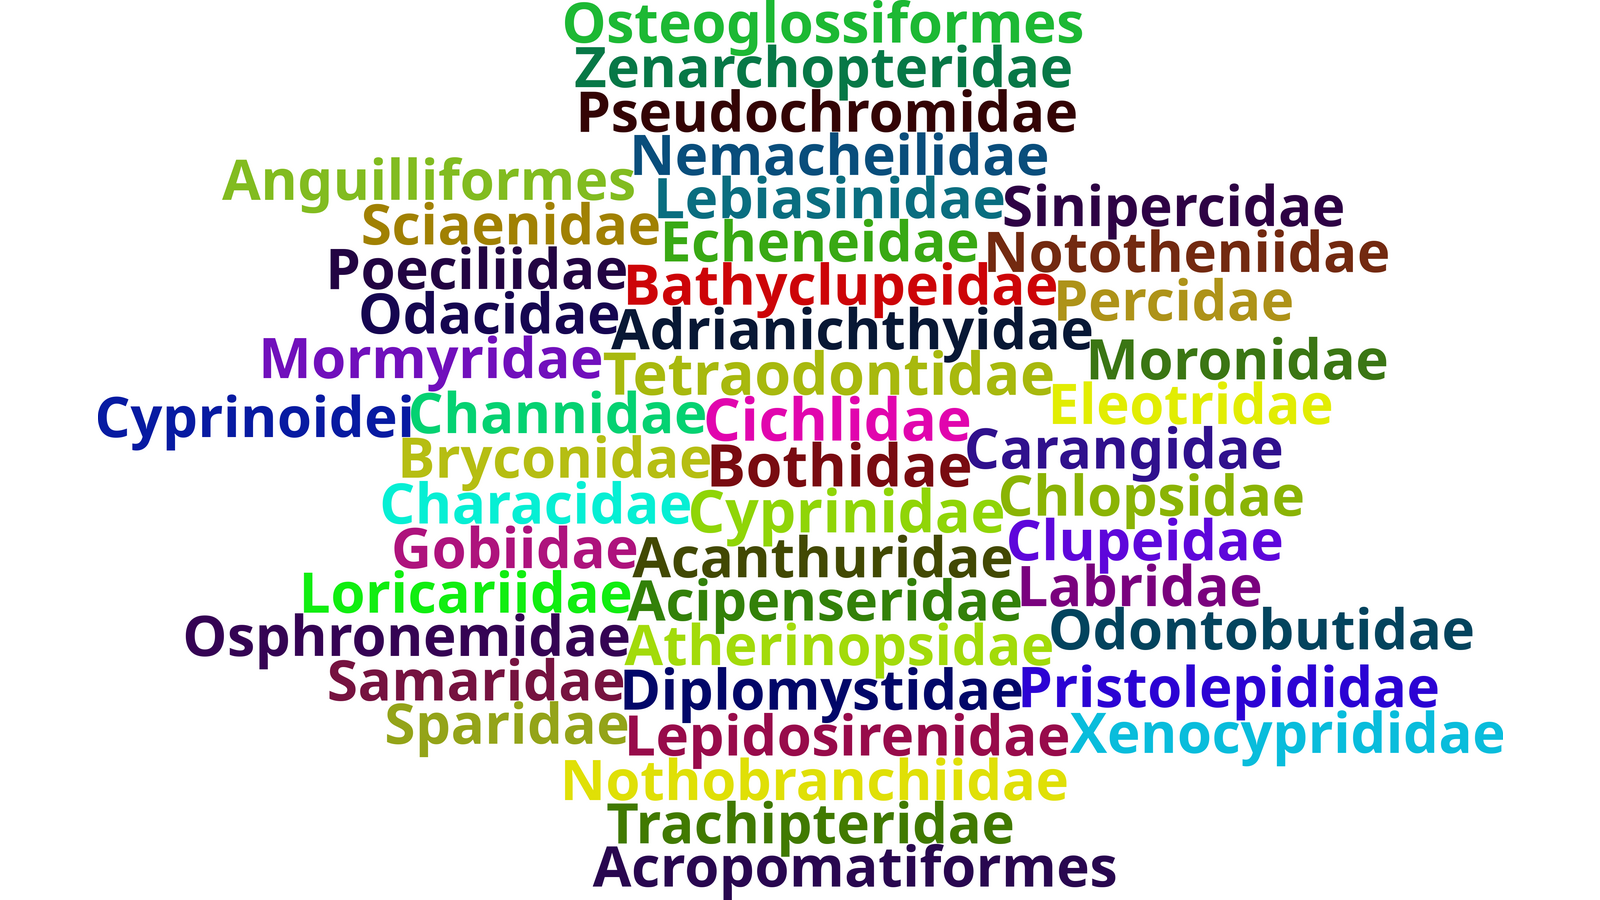 Osteoglossiformes
Zenarchopteridae
Pseudochromidae
Nemacheilidae
Anguilliformes
Lebiasinidae
Sinipercidae
Sciaenidae
Echeneidae
Nototheniidae
Poeciliidae
Bathyclupeidae
Percidae
Odacidae
Adrianichthyidae
Mormyridae
Moronidae
Tetraodontidae
Eleotridae
Cyprinoidei
Channidae
Cichlidae
Carangidae
Bryconidae
Bothidae
Chlopsidae
Characidae
Cyprinidae
Clupeidae
Gobiidae
Acanthuridae
Labridae
Loricariidae
Acipenseridae
Odontobutidae
Osphronemidae
Atherinopsidae
Samaridae
Diplomystidae
Pristolepididae
Sparidae
Lepidosirenidae
Xenocyprididae
Nothobranchiidae
Trachipteridae
Acropomatiformes